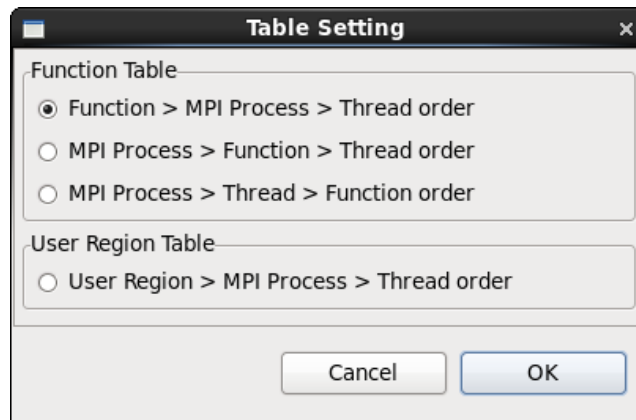 Table Setting
Function Table
Function > MPI Process > Thread order
MPI Process > Function > Thread order
MPI Process > Thread > Function order
User Region Table
User Region > MPI Process > Thread order
Cancel OK